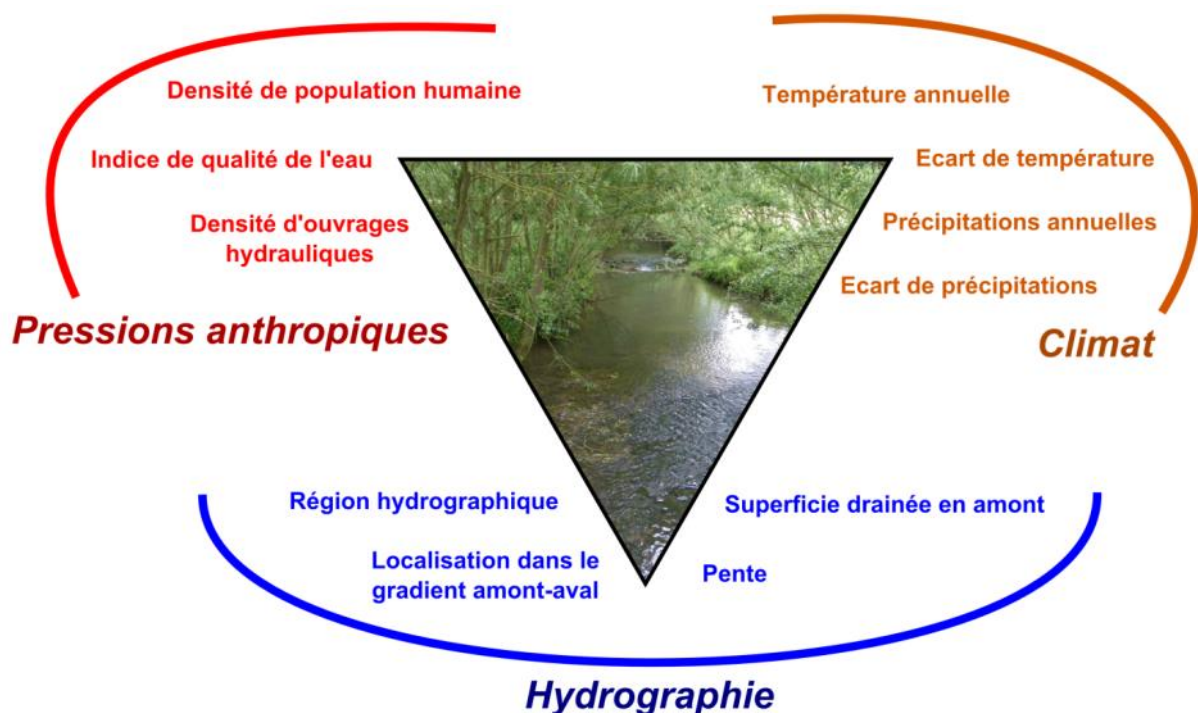 Densité de population humaine
Indice de qualité de l'eau
Densité d'ouvrages
hydrauliques
Pressions anthropiques
Température annuelle
Ecart de température
Précipitations annuelles
Ecart de précipitations
Climat
Région hydrographique
Localisation dans le
gradient amont-aval
Superficie drainée en amont
Pente
Hydrographie